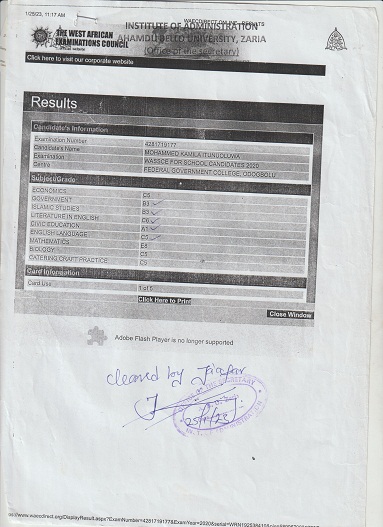 1/25/23, 11:17 AM
WAECDIRECT ONLINE - RESULTS
INSTITUTE OF ADMINISTRATION
THE WEST AFRICAN
EXAMINATIONS COUNCIL
AHMADU BELLO UNIVERSITY, ZARIA
(Office of the secretary)
Click here to visit our corporate website
Results
Candidate's Information
Examination Number 4281719177
Candidate's Name MOHAMMED KAMILA ITUNUOLUWA
Examination WASSCE FOR SCHOOL CANDIDATES 2020
Centre FEDERAL GOVERNMENT COLLEGE, ODOGBOLU
Subject/Grade
ECONOMICS C6
GOVERNMENT B3
ISLAMIC STUDIES B3
LITERATURE IN ENGLISH C6
CIVIC EDUCATION A1
ENGLISH LANGUAGE
MATHEMATICS E8
BIOLOGY C5
CATERING CRAFT PRACTICE C5
Card Information
Card Use 1 of 5
Click Here to Print
Close Window
Adobe Flash Player is no longer supported
cleared by
SECRETARY
25/1/23